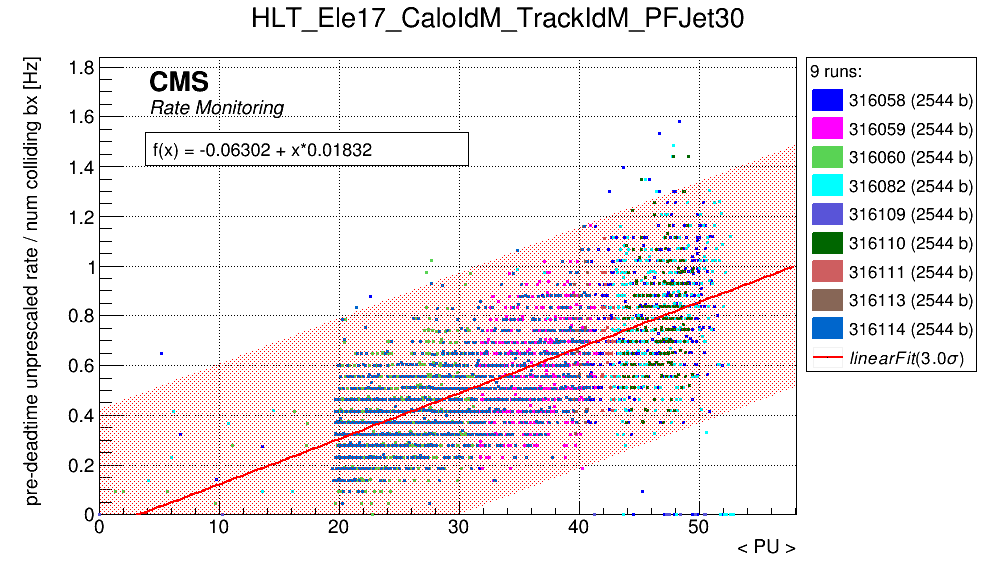 HLT_Ele17_CaloIdM_TrackIdM_PFJet30
pre-deadtime unprescaled rate / num colliding bx [Hz]
1.8
1.6
1.4
1.2
1
0.8
0.6
0.4
0.2
0
CMS
Rate Monitoring
f(x) = -0.06302 + x*0.01832
0 10 20 30 40 50
< PU >
9 runs:
316058 (2544 b)
316059 (2544 b)
316060 (2544 b)
316082 (2544 b)
316109 (2544 b)
316110 (2544 b)
316111 (2544 b)
316113 (2544 b)
316114 (2544 b)
linearFit(3.0σ)